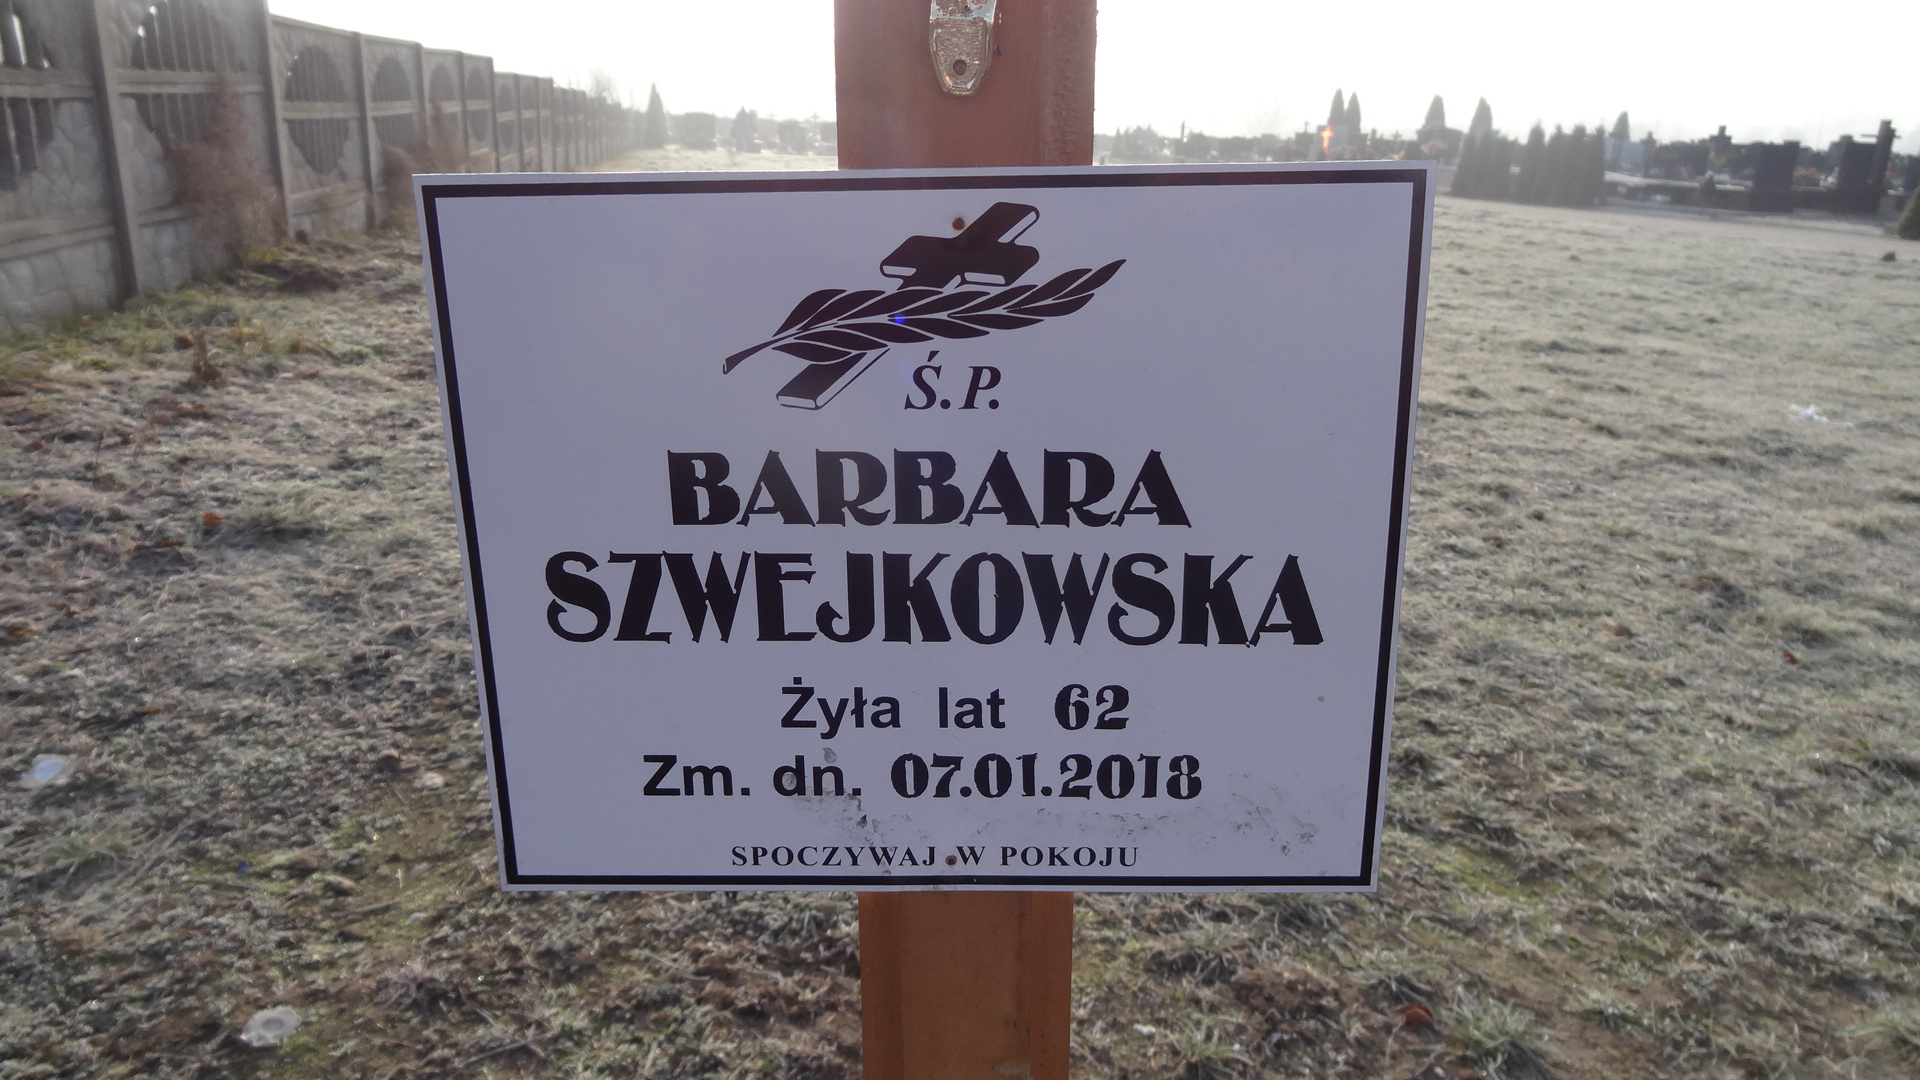 Ś.P.
BARBARA
SZWEJKOWSKA
Żyła lat 62
Zm. dn. 07.01.2018
SPOCZYWAJ W POKOJU